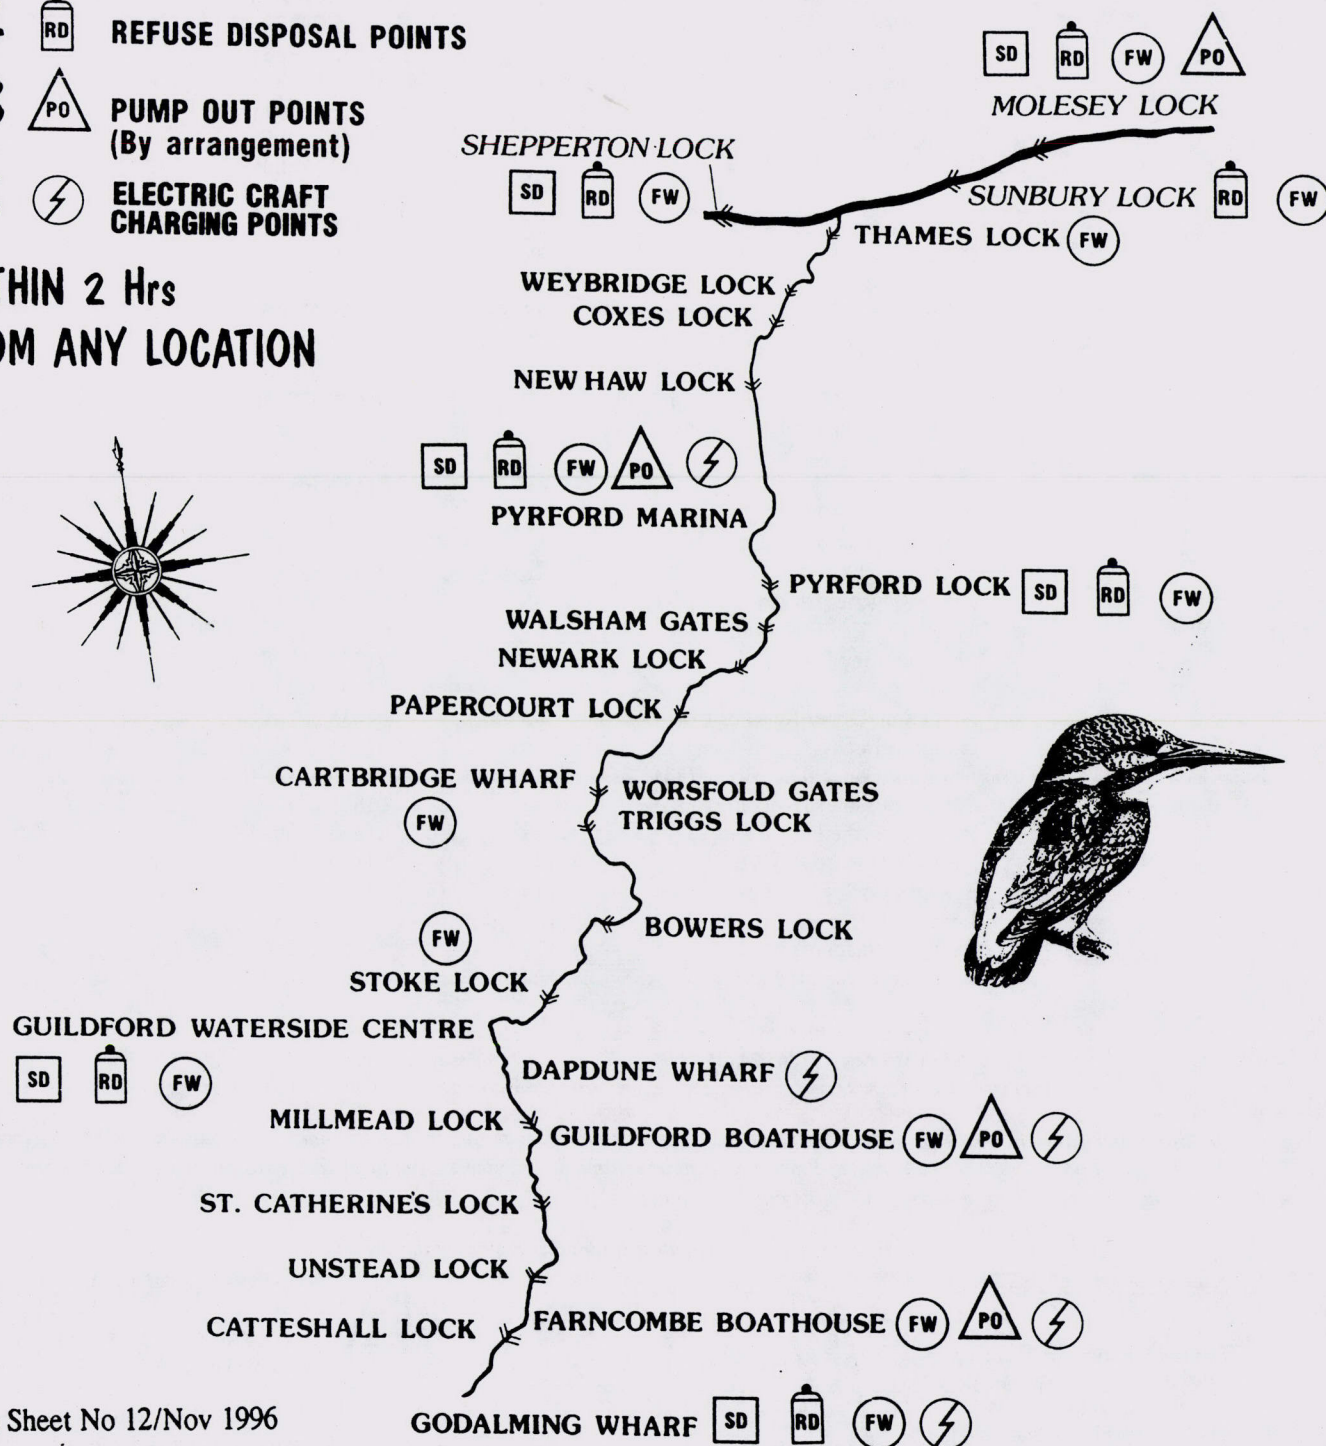 RD REFUSE DISPOSAL POINTS
PO PUMP OUT POINTS
(By arrangement)
ELECTRIC CRAFT
CHARGING POINTS
THIN 2 Hrs
OM ANY LOCATION
SD RD FW PO
MOLESEY LOCK
SHEPPERTON LOCK
SD RD FW
SUNBURY LOCK RD FW
THAMES LOCK FW
WEYBRIDGE LOCK
COXES LOCK
NEW HAW LOCK
SD RD FW PO
PYRFORD MARINA
PYRFORD LOCK SD RD FW
WALSHAM GATES
NEWARK LOCK
PAPERCOURT LOCK
CARTBRIDGE WHARF
FW
WORSFOLD GATES
TRIGGS LOCK
BOWERS LOCK
FW
STOKE LOCK
GUILDFORD WATERSIDE CENTRE
SD RD FW
DAPDUNE WHARF
MILLMEAD LOCK
GUILDFORD BOATHOUSE FW PO
ST. CATHERINE'S LOCK
UNSTEAD LOCK
CATTESHALL LOCK
FARNCOMBE BOATHOUSE FW PO
Sheet No 12/Nov 1996
GODALMING WHARF SD RD FW